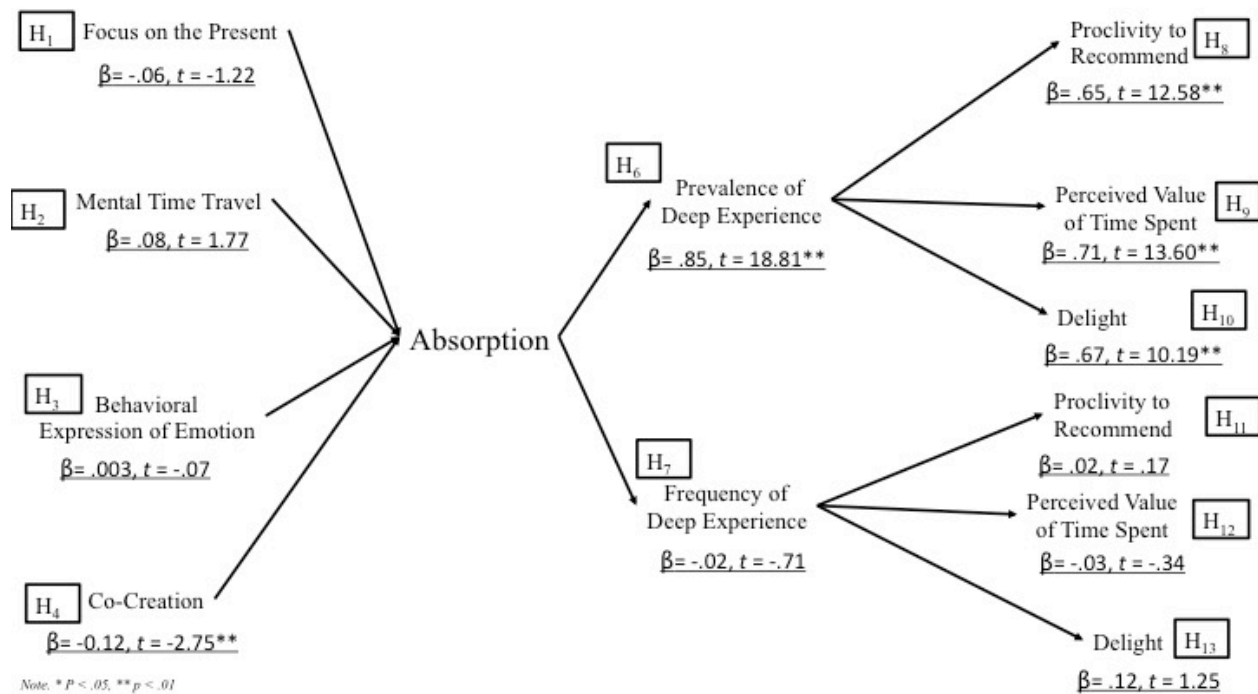 H1 Focus on the Present
β= -.06, t = -1.22
H2 Mental Time Travel
β= .08, t = 1.77
H3 Behavioral
Expression of Emotion
β= .003, t = -.07
H4 Co-Creation
β= -0.12, t = -2.75**
Absorption
H6
Prevalence of
Deep Experience
β= .85, t = 18.81**
H7
Frequency of
Deep Experience
β= -.02, t = -.71
Proclivity to H8
Recommend
β= .65, t = 12.58**
Perceived Value H9
of Time Spent
β= .71, t = 13.60**
Delight H10
β= .67, t = 10.19**
Proclivity to H11
Recommend
β= .02, t = .17
Perceived Value
of Time Spent H12
β= -.03, t = -.34
Delight H13
β= .12, t = 1.25
Note. * P < .05, ** p < .01